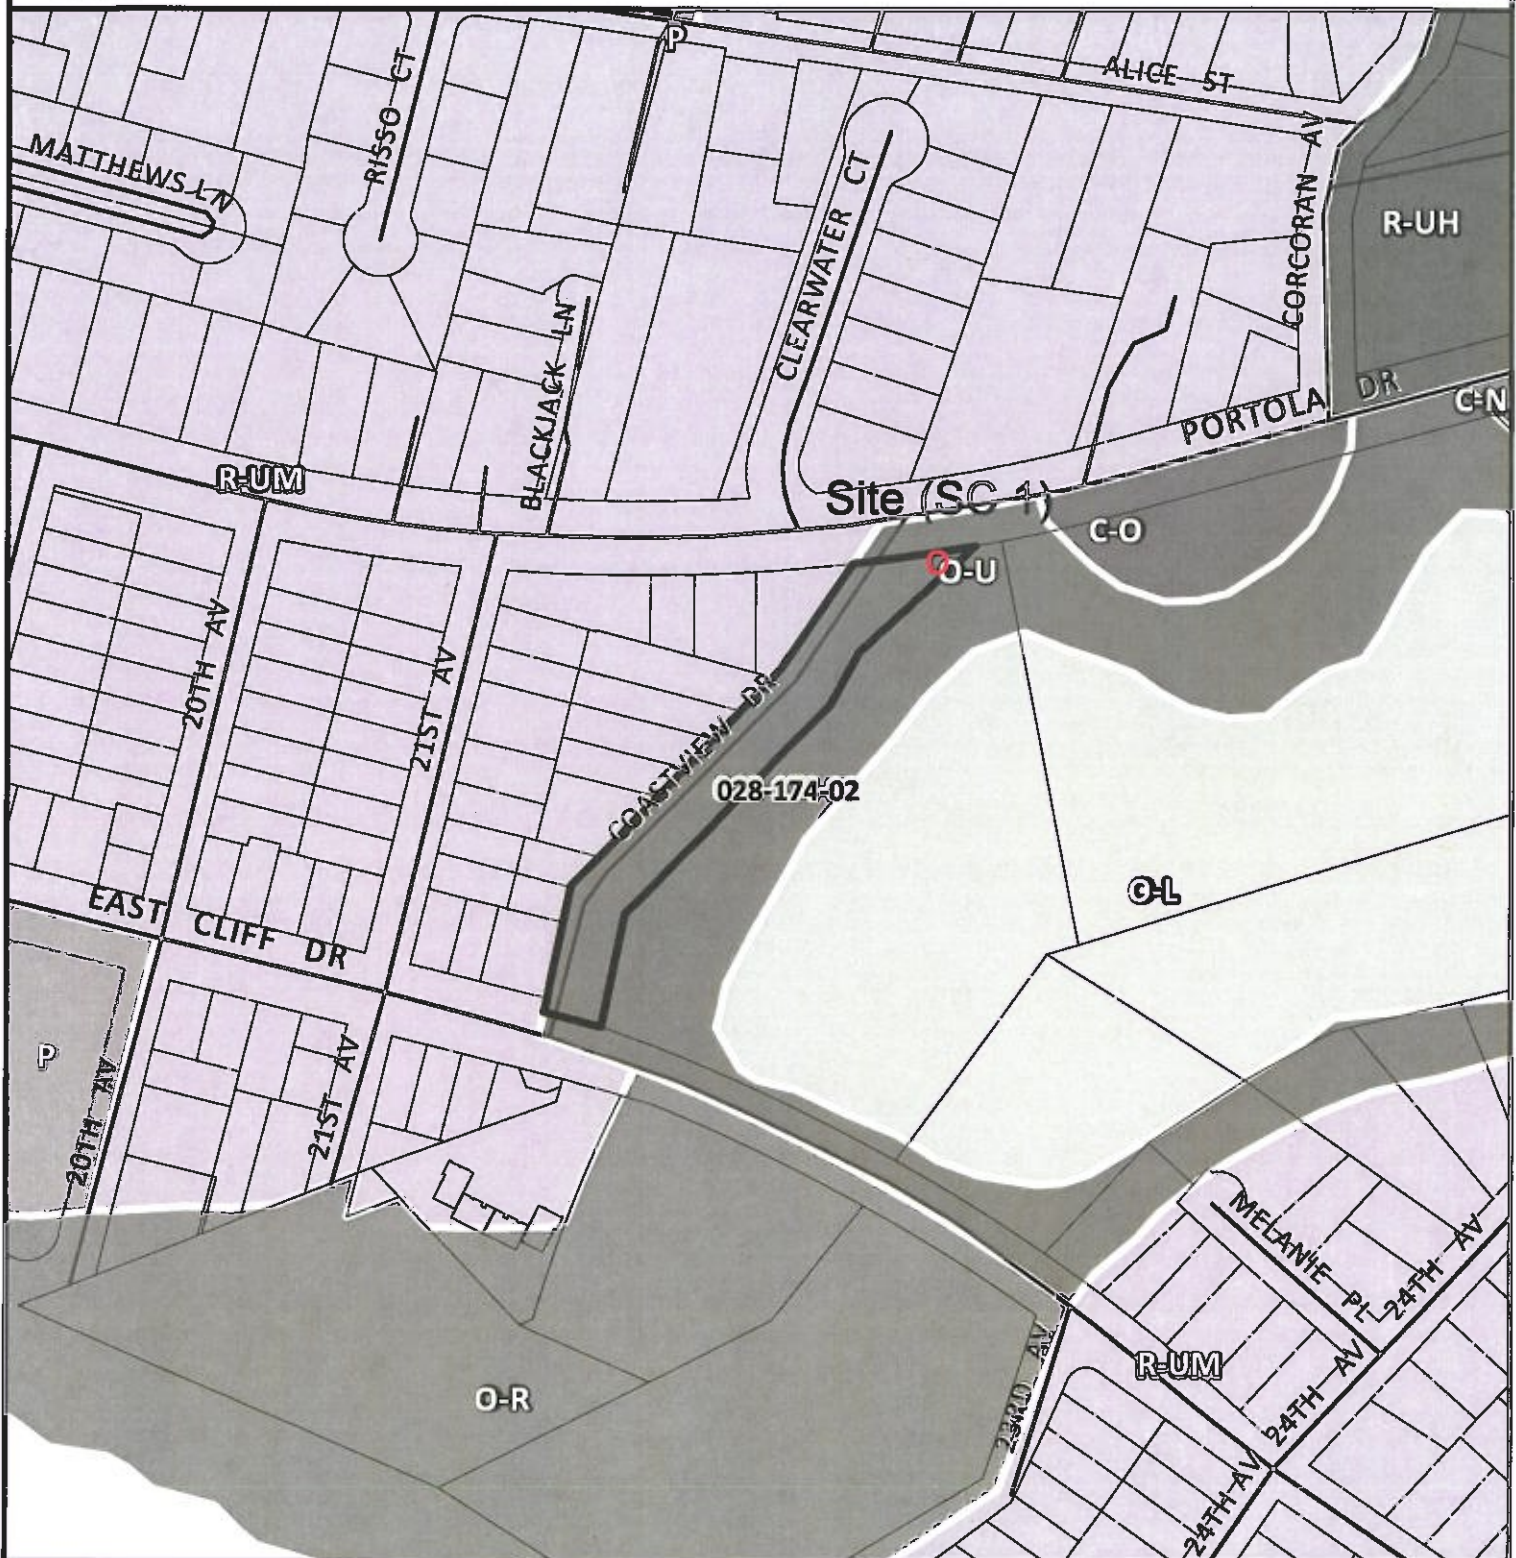 P
ALICE ST
MATTHEWS LN
RISSO CT
CLEARWATER CT
CORCORAN AV
R-UH
BLACKJACK LN
PORTOLA DR
C-N
R-UM
Site (SC 1)
C-O
O-U
20TH AV
21ST AV
COASTVIEW DR
028-174-02
O-L
EAST CLIFF DR
P
20TH AV
21ST AV
MELANIE PL
24TH AV
R-UM
23RD AV
24TH AV
O-R
24TH AV